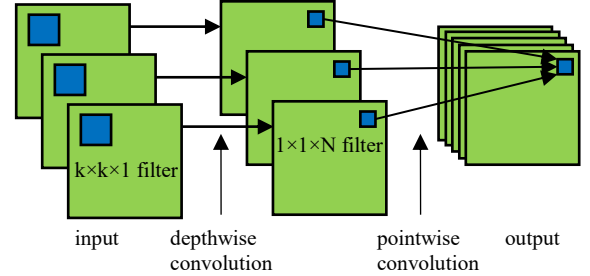 k×k×1 filter
1×1×N filter
input
depthwise
convolution
pointwise
convolution
output